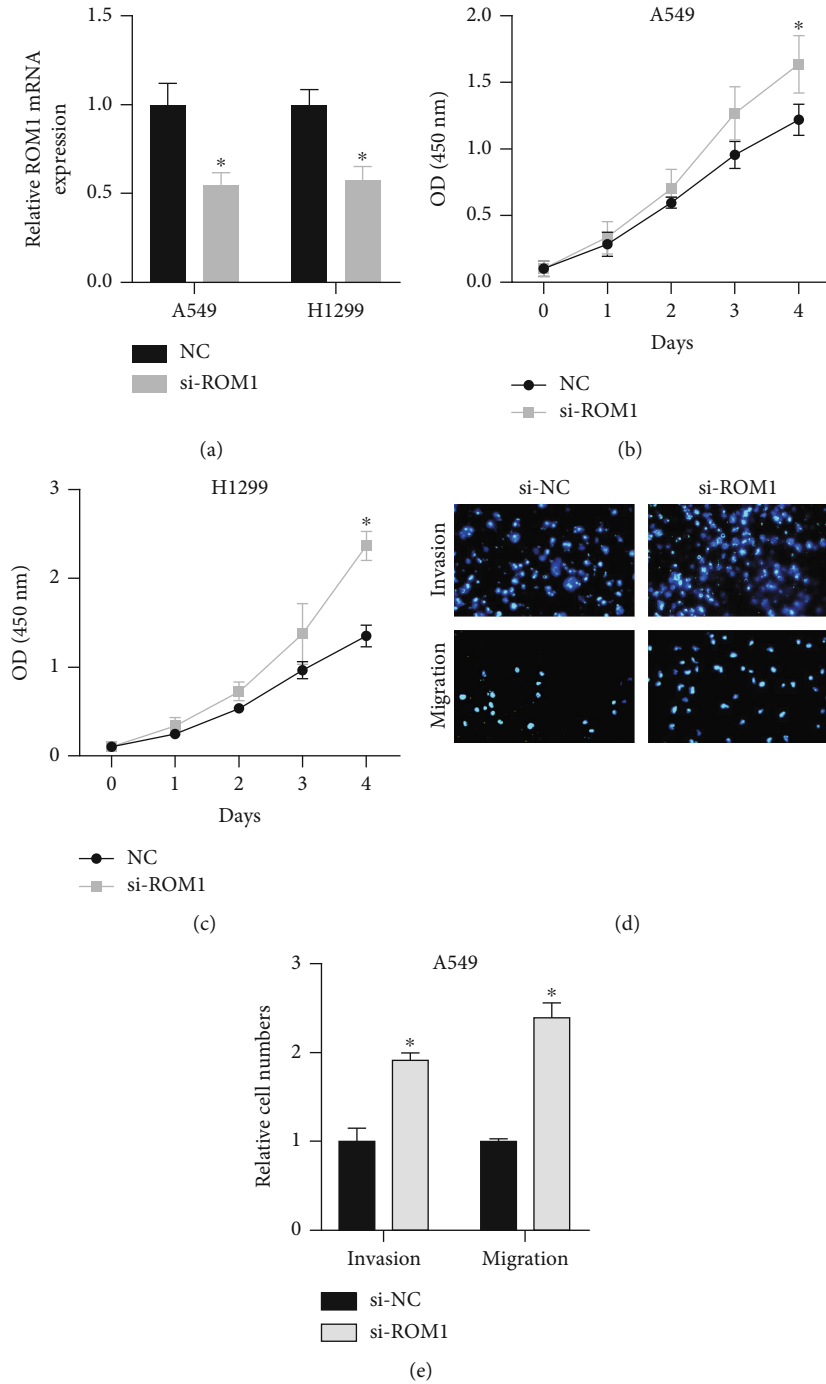 Relative ROM1 mRNA
expression
1.5
1.0
0.5
0.0
*
*
A549
H1299
NC
si-ROM1
(a)
A549
OD (450 nm)
2.0
1.5
1.0
0.5
0.0
*
0 1 2 3 4
Days
NC
si-ROM1
(b)
H1299
OD (450 nm)
3
2
1
0
*
0 1 2 3 4
Days
NC
si-ROM1
(c)
si-NC
si-ROM1
Invasion
Migration
(d)
A549
Relative cell numbers
3
2
1
0
*
*
Invasion
Migration
si-NC
si-ROM1
(e)